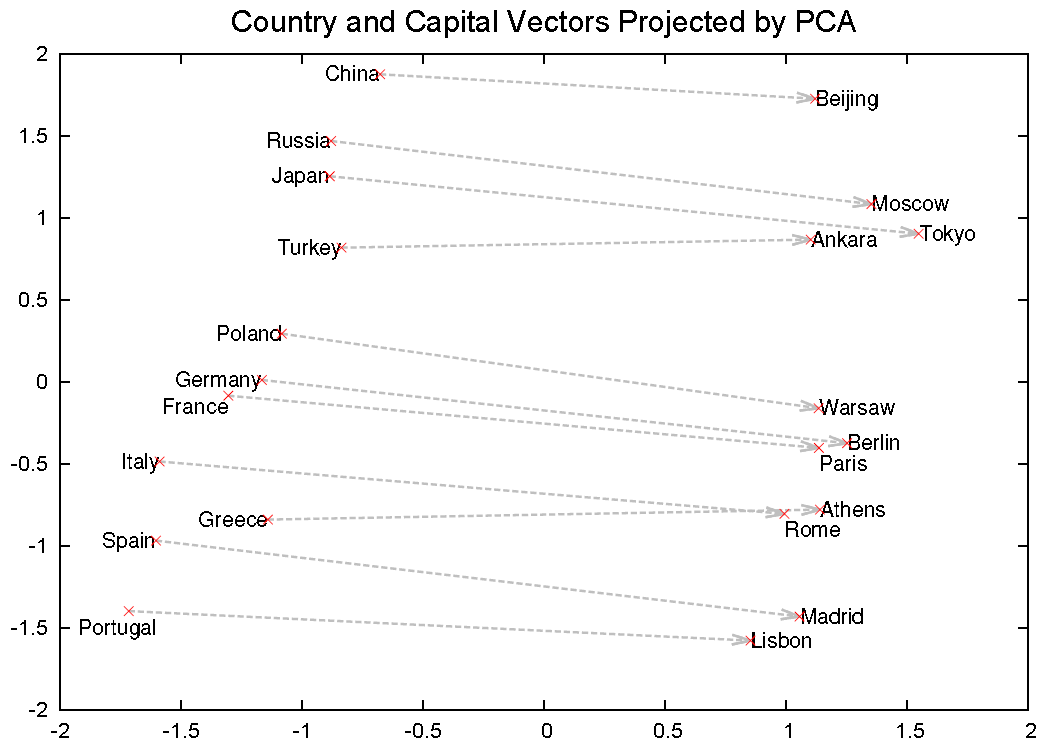 Country and Capital Vectors Projected by PCA
2
China
Beijing
1.5
Russia
Japan
Moscow
1
Tokyo
Ankara
Turkey
0.5
Poland
0
Germany
France
Warsaw
Berlin
-0.5
Italy
Paris
Athens
Greece
Rome
-1
Spain
Madrid
-1.5
Portugal
Lisbon
-2
-2 -1.5 -1 -0.5 0 0.5 1 1.5 2